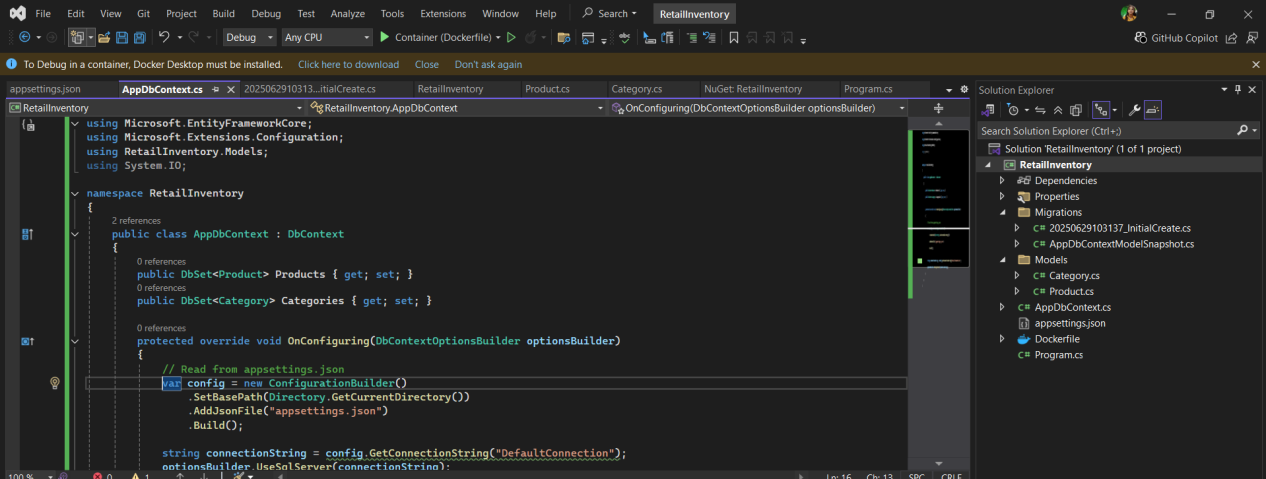 File Edit View Git Project Build Debug Test Analyze Tools Extensions Window Help Search RetailInventory
Debug Any CPU Container (Dockerfile) GitHub Copilot
To Debug in a container, Docker Desktop must be installed. Click here to download Close Don't ask again
appsettings.json AppDbContext.cs 2025062910313...itialCreate.cs RetailInventory Product.cs Category.cs NuGet: RetailInventory Program.cs
RetailInventory RetailInventory.AppDbContext OnConfiguring(DbContextOptionsBuilder optionsBuilder)
using Microsoft.EntityFrameworkCore;
using Microsoft.Extensions.Configuration;
using RetailInventory.Models;
using System.IO;
namespace RetailInventory
{
2 references
public class AppDbContext : DbContext
{
0 references
public DbSet<Product> Products { get; set; }
0 references
public DbSet<Category> Categories { get; set; }
0 references
protected override void OnConfiguring(DbContextOptionsBuilder optionsBuilder)
{
// Read from appsettings.json
var config = new ConfigurationBuilder()
.SetBasePath(Directory.GetCurrentDirectory())
.AddJsonFile("appsettings.json")
.Build();
string connectionString = config.GetConnectionString("DefaultConnection");
optionsBuilder.UseSqlServer(connectionString);
100 % 0 1 Ln: 16 Ch: 13 SPC CRLF
Solution Explorer
Search Solution Explorer (Ctrl+;)
Solution 'RetailInventory' (1 of 1 project)
RetailInventory
Dependencies
Properties
Migrations
C# 20250629103137_InitialCreate.cs
C# AppDbContextModelSnapshot.cs
Models
C# Category.cs
C# Product.cs
C# AppDbContext.cs
appsettings.json
Dockerfile
C# Program.cs